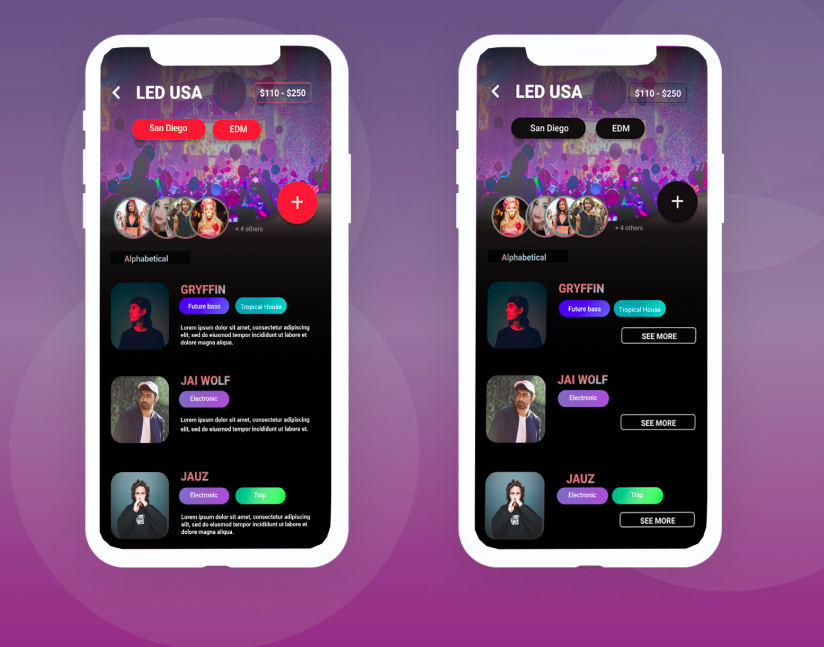 LED USA
$110 - $250
San Diego
EDM
+ 4 others
Alphabetical
GRYFFIN
Future bass
Tropical House
Lorem ipsum dolor sit amet, consectetur adipiscing
elit, sed do eiusmod tempor incididunt ut labore et
dolore magna aliqua.
JAI WOLF
Electronic
Lorem ipsum dolor sit amet, consectetur adipiscing
elit, sed do eiusmod tempor incididunt ut labore et.
JAUZ
Electronic
Trap
Lorem ipsum dolor sit amet, consectetur adipiscing
elit, sed do eiusmod tempor incididunt ut labore et
dolore magna aliqua.
LED USA
$110 - $250
San Diego
EDM
+ 4 others
Alphabetical
GRYFFIN
Future bass
Tropical House
SEE MORE
JAI WOLF
Electronic
SEE MORE
JAUZ
Electronic
Trap
SEE MORE